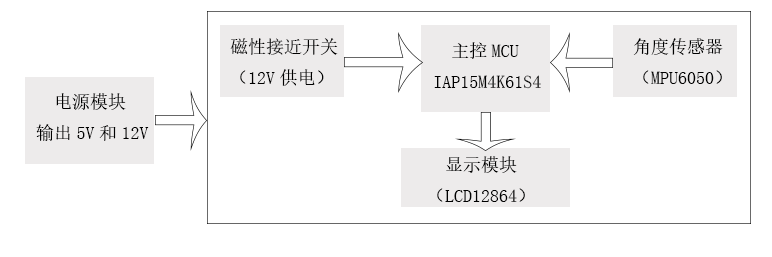 电源模块
输出 5V 和 12V
磁性接近开关
（12V 供电）
主控 MCU
IAP15M4K61S4
角度传感器
（MPU6050）
显示模块
（LCD12864）